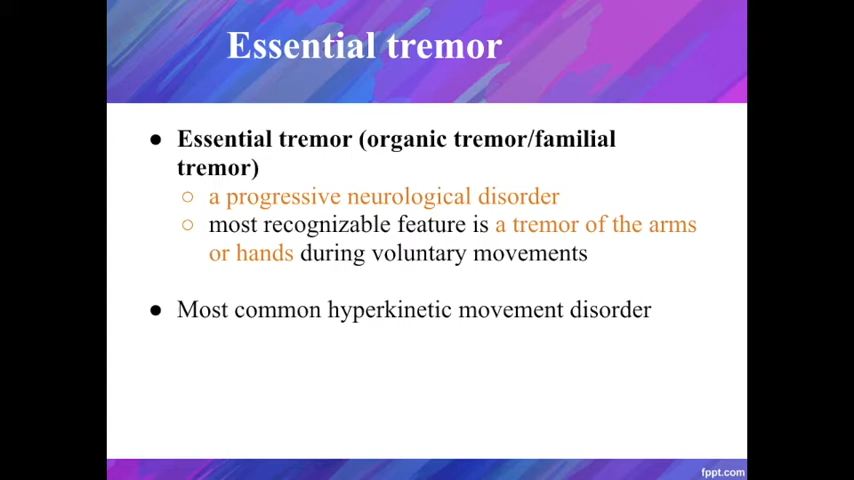 Essential tremor
● Essential tremor (organic tremor/familial
tremor)
○ a progressive neurological disorder
○ most recognizable feature is a tremor of the arms
or hands during voluntary movements
● Most common hyperkinetic movement disorder
fppt.com